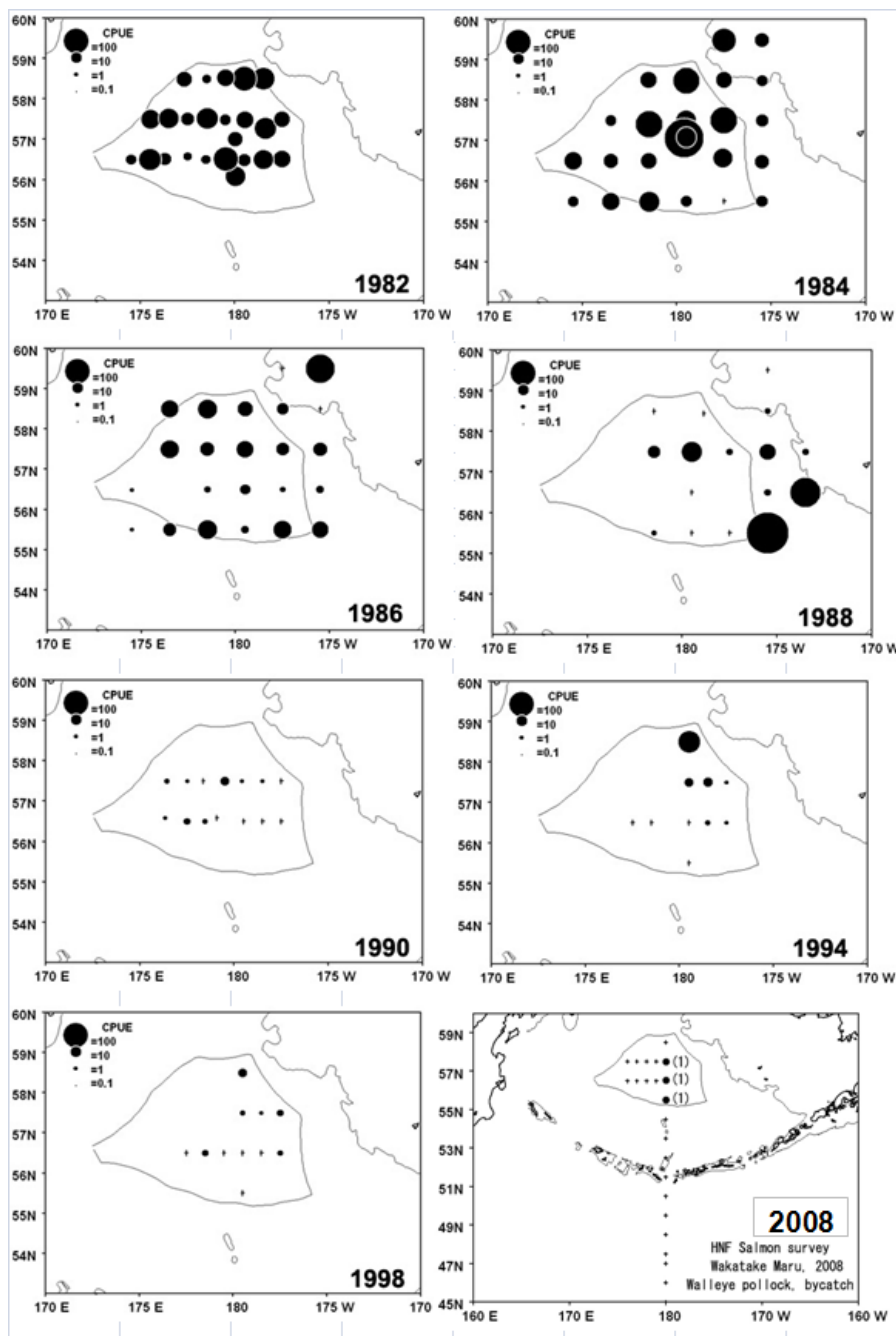 60N
59N
58N
57N
56N
55N
54N
CPUE
=100
=10
=1
=0.1
1982
170 E
175 E
180
175 W
170 W
60N
59N
58N
57N
56N
55N
54N
CPUE
=100
=10
=1
=0.1
1984
170 E
175 E
180
175 W
170 W
60N
59N
58N
57N
56N
55N
54N
CPUE
=100
=10
=1
=0.1
1986
170 E
175 E
180
175 W
170 W
60N
59N
58N
57N
56N
55N
54N
CPUE
=100
=10
=1
=0.1
1988
170 E
175 E
180
175 W
170 W
60N
59N
58N
57N
56N
55N
54N
CPUE
=100
=10
=1
=0.1
1990
170 E
175 E
180
175 W
170 W
60N
59N
58N
57N
56N
55N
54N
CPUE
=100
=10
=1
=0.1
1994
170 E
175 E
180
175 W
170 W
60N
59N
58N
57N
56N
55N
54N
CPUE
=100
=10
=1
=0.1
1998
170 E
175 E
180
175 W
170 W
59N
57N
55N
53N
51N
49N
47N
45N
(1)
(1)
(1)
2008
HNF Salmon survey
Wakatake Maru, 2008
Walleye pollock, bycatch
160 E
170 E
180
170 W
160 W